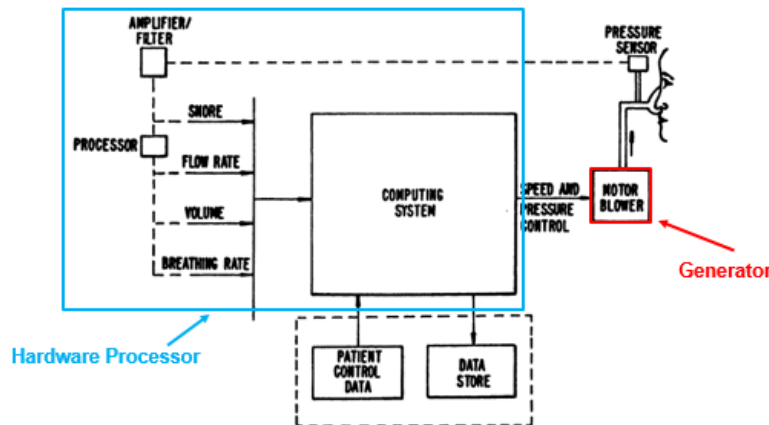 AMPLIFIER/
FILTER
PRESSURE
SENSOR
SNORE
PROCESSOR
FLOW RATE
COMPUTING
SYSTEM
SPEED AND
PRESSURE
CONTROL
MOTOR
BLOWER
VOLUME
BREATHING RATE
Generator
Hardware Processor
PATIENT
CONTROL
DATA
DATA
STORE